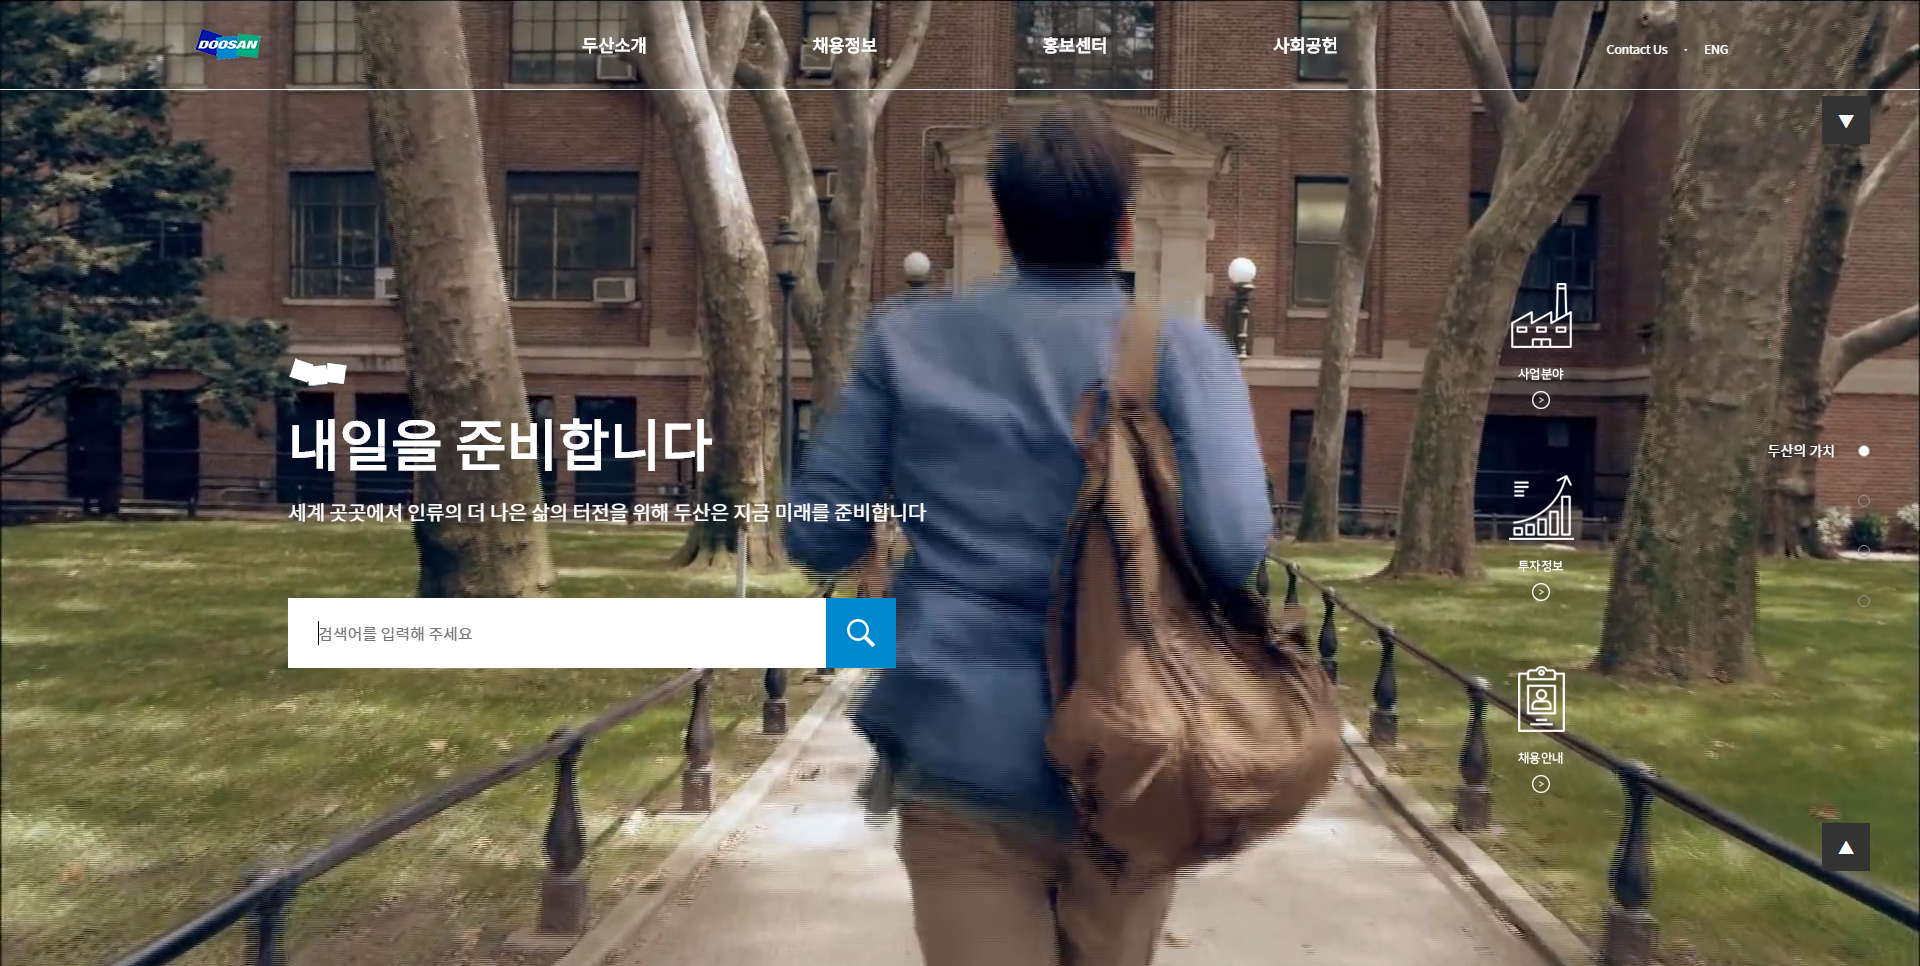 DOOSAN
두산소개
채용정보
홍보센터
사회공헌
Contact Us · ENG
내일을 준비합니다
세계 곳곳에서 인류의 더 나은 삶의 터전을 위해 두산은 지금 미래를 준비합니다
검색어를 입력해 주세요
사업분야
투자정보
채용안내
두산의 가치